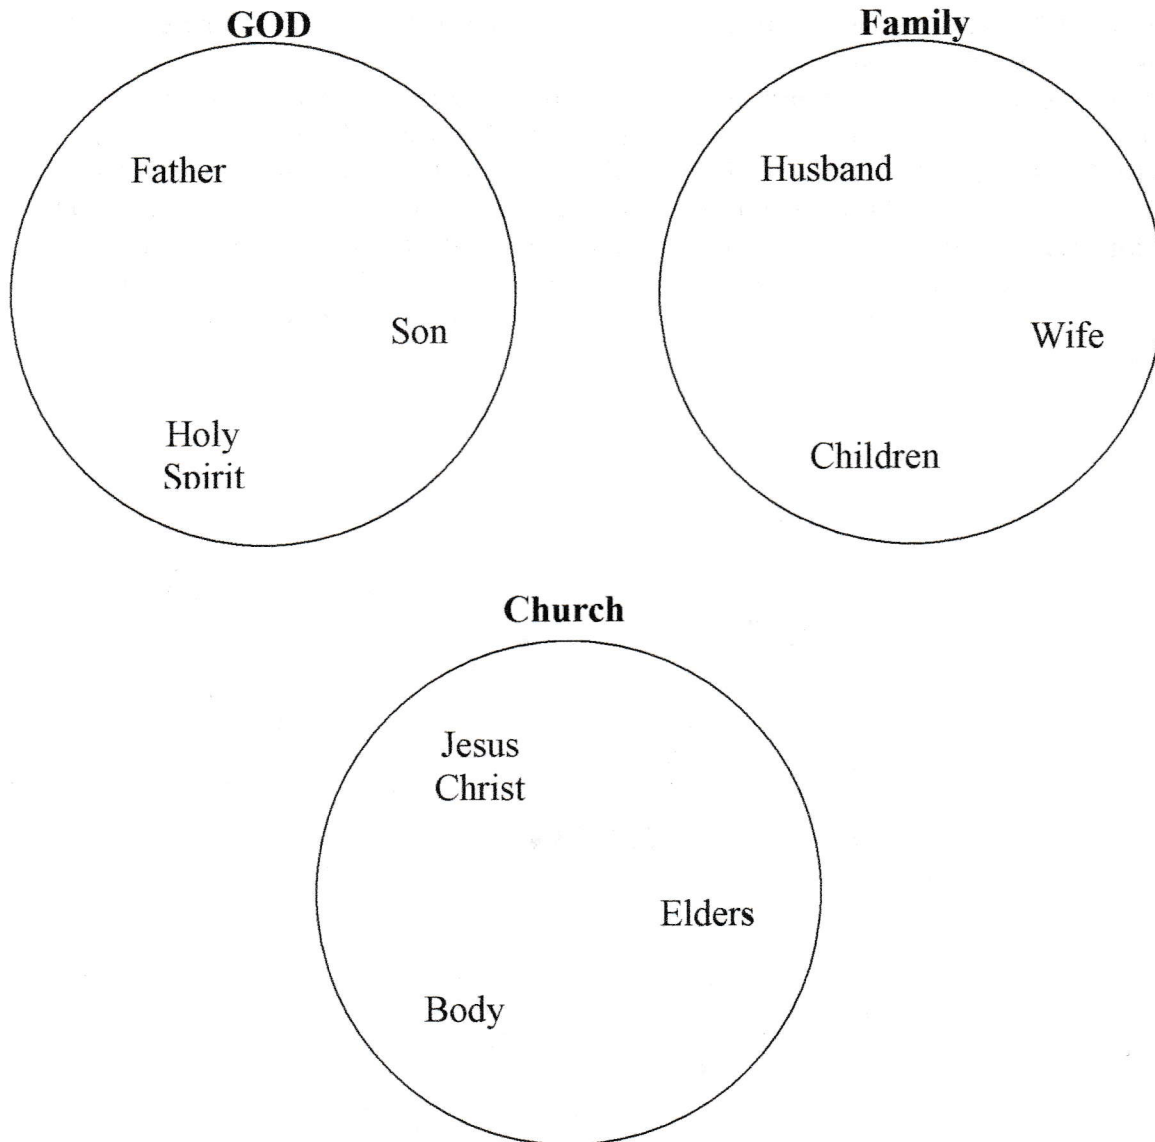 GOD
Father
Son
Holy
Spirit
Family
Husband
Wife
Children
Church
Jesus
Christ
Elders
Body